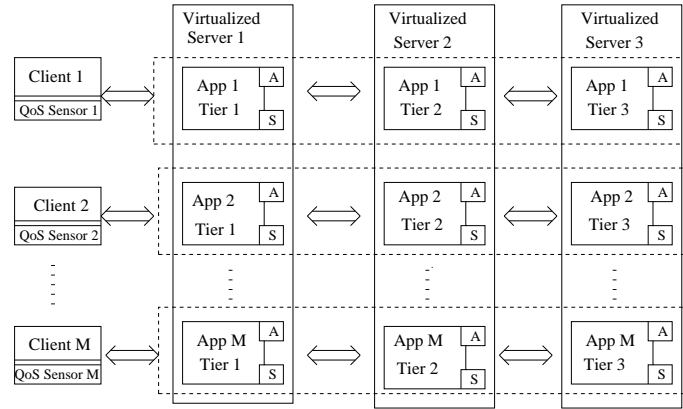 Virtualized
Server 1
Virtualized
Server 2
Virtualized
Server 3
Client 1
QoS Sensor 1
App 1
Tier 1
A
S
App 1
Tier 2
A
S
App 1
Tier 3
A
S
Client 2
QoS Sensor 2
App 2
Tier 1
A
S
App 2
Tier 2
A
S
App 2
Tier 3
A
S
Client M
QoS Sensor M
App M
Tier 1
A
S
App M
Tier 2
A
S
App M
Tier 3
A
S